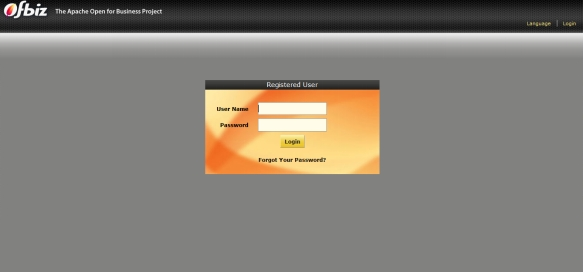 Ofbiz The Apache Open for Business Project
Language | Login
Registered User
User Name
Password
Login
Forgot Your Password?